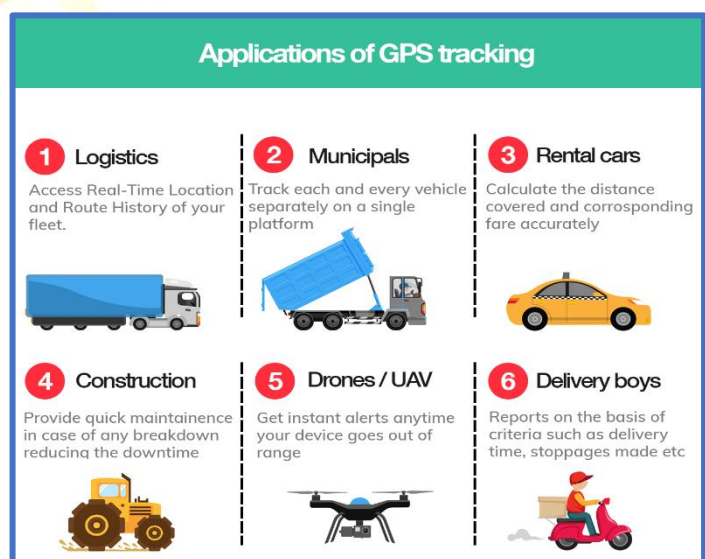 Applications of GPS tracking
1 Logistics
Access Real-Time Location
and Route History of your
fleet.
2 Municipals
Track each and every vehicle
separately on a single
platform
3 Rental cars
Calculate the distance
covered and corrosponding
fare accurately
4 Construction
Provide quick maintainence
in case of any breakdown
reducing the downtime
5 Drones / UAV
Get instant alerts anytime
your device goes out of
range
6 Delivery boys
Reports on the basis of
criteria such as delivery
time, stoppages made etc